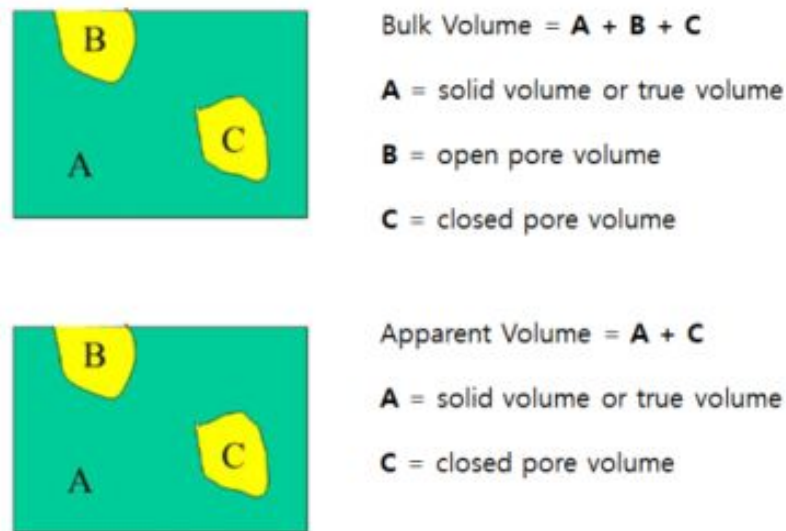 B
Bulk Volume = A + B + C
A = solid volume or true volume
C
A
B = open pore volume
C = closed pore volume
B
Apparent Volume = A + C
A = solid volume or true volume
C
A
C = closed pore volume